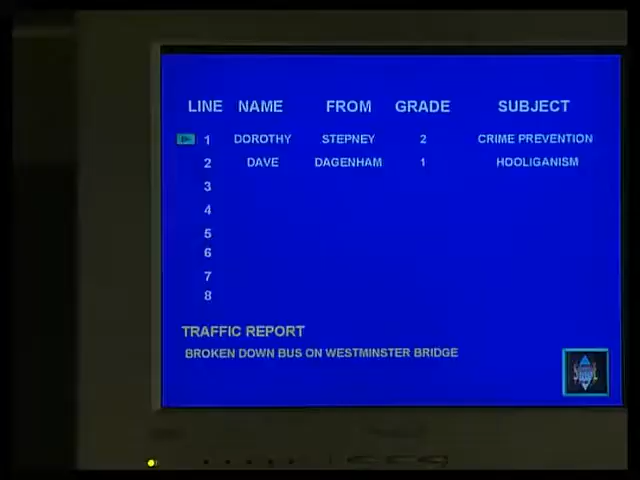 LINE NAME FROM GRADE SUBJECT
1 DOROTHY STEPNEY 2 CRIME PREVENTION
2 DAVE DAGENHAM 1 HOOLIGANISM
3
4
5
6
7
8
TRAFFIC REPORT
BROKEN DOWN BUS ON WESTMINSTER BRIDGE